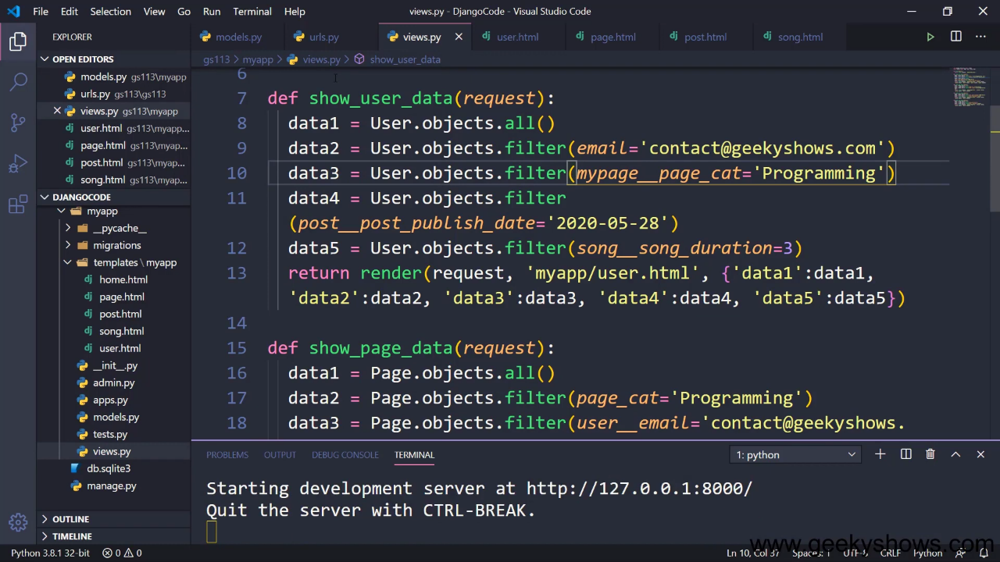 File Edit Selection View Go Run Terminal Help views.py - DjangoCode - Visual Studio Code
EXPLORER models.py urls.py views.py user.html page.html post.html song.html
OPEN EDITORS gs113 > myapp > views.py > show_user_data
models.py gs113\myapp
urls.py gs113\gs113
views.py gs113\myapp
user.html gs113\myapp...
page.html gs113\myapp...
post.html gs113\myapp...
song.html gs113\myapp...
DJANGOCODE
myapp
__pycache__
migrations
templates \ myapp
home.html
page.html
post.html
song.html
user.html
__init__.py
admin.py
apps.py
models.py
tests.py
views.py
db.sqlite3
manage.py
OUTLINE
TIMELINE
6
7 def show_user_data(request):
8 data1 = User.objects.all()
9 data2 = User.objects.filter(email='contact@geekyshows.com')
10 data3 = User.objects.filter(mypage__page_cat='Programming')
11 data4 = User.objects.filter
(post__post_publish_date='2020-05-28')
12 data5 = User.objects.filter(song__song_duration=3)
13 return render(request, 'myapp/user.html', {'data1':data1,
'data2':data2, 'data3':data3, 'data4':data4, 'data5':data5})
14
15 def show_page_data(request):
16 data1 = Page.objects.all()
17 data2 = Page.objects.filter(page_cat='Programming')
18 data3 = Page.objects.filter(user__email='contact@geekyshows.
PROBLEMS OUTPUT DEBUG CONSOLE TERMINAL 1: python
Starting development server at http://127.0.0.1:8000/
Quit the server with CTRL-BREAK.
www.geekyshows.com
Python 3.8.1 32-bit 0 0 Ln 10, Col 37 Spaces: 1 UTF-8 CRLF Python